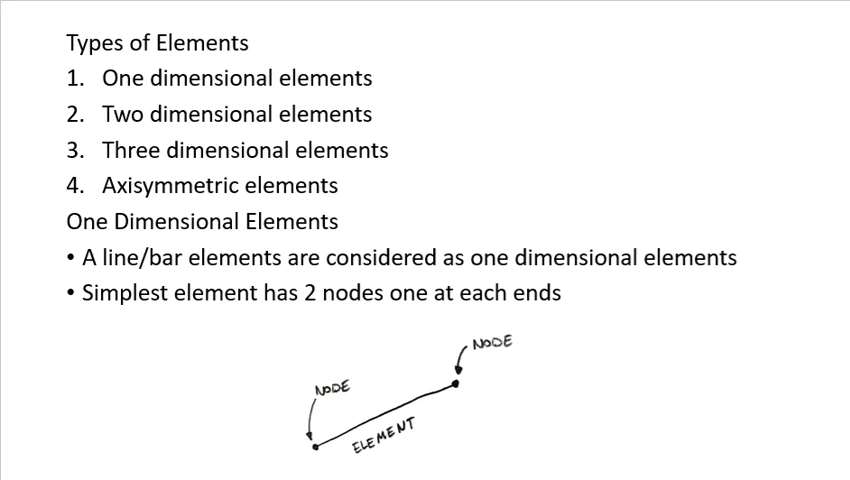 Types of Elements
1. One dimensional elements
2. Two dimensional elements
3. Three dimensional elements
4. Axisymmetric elements
One Dimensional Elements
• A line/bar elements are considered as one dimensional elements
• Simplest element has 2 nodes one at each ends
NODE
NODE
ELEMENT